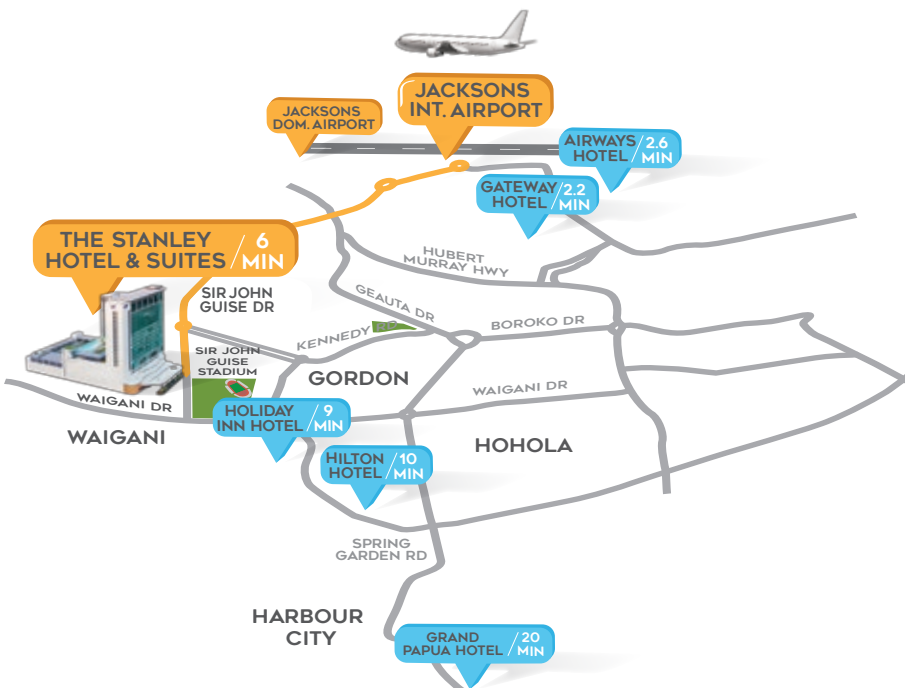 JACKSONS
INT. AIRPORT
JACKSONS
DOM. AIRPORT
AIRWAYS
HOTEL / 2.6
MIN
GATEWAY
HOTEL / 2.2
MIN
THE STANLEY
HOTEL & SUITES / 6
MIN
HUBERT
MURRAY HWY
SIR JOHN
GUISE DR
GEAUTA DR
KENNEDY RD
BOROKO DR
SIR JOHN
GUISE
STADIUM
GORDON
WAIGANI DR
WAIGANI DR
HOLIDAY
INN HOTEL / 9
MIN
WAIGANI
HOHOLA
HILTON
HOTEL / 10
MIN
SPRING
GARDEN RD
HARBOUR
CITY
GRAND
PAPUA HOTEL / 20
MIN